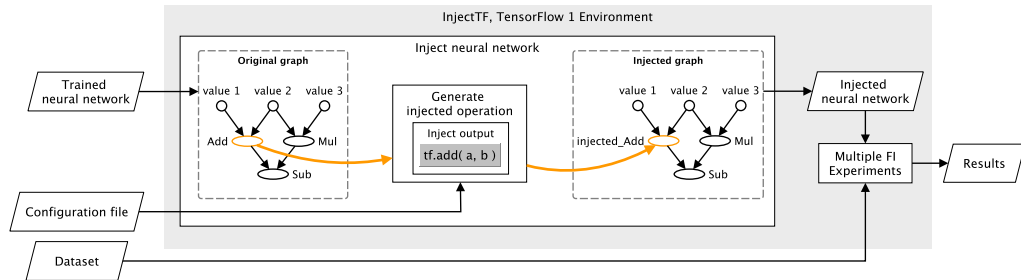 InjectTF, TensorFlow 1 Environment
Inject neural network
Trained
neural network
Original graph
value 1 value 2 value 3
Add
Mul
Sub
Generate
injected operation
Inject output
tf.add( a, b )
Injected graph
value 1 value 2 value 3
injected_Add
Mul
Sub
Injected
neural network
Multiple FI
Experiments
Results
Configuration file
Dataset